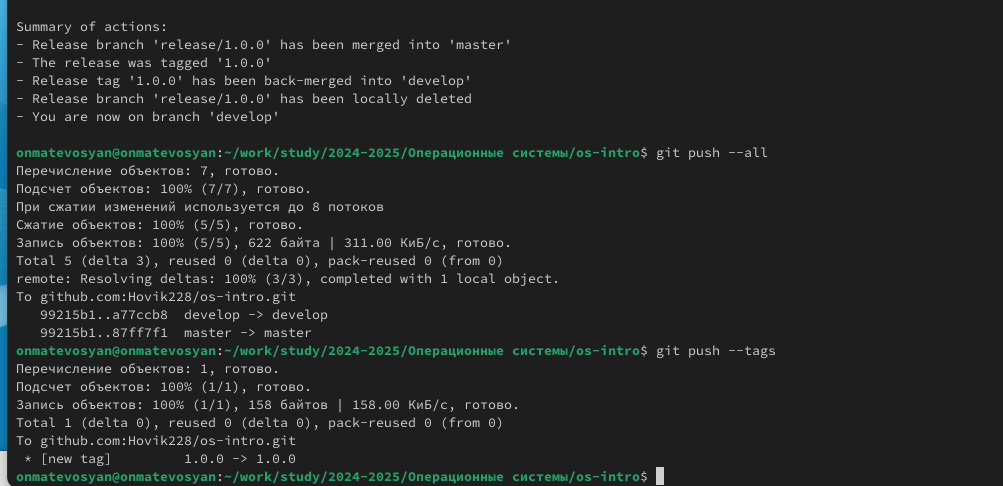 Summary of actions:
- Release branch 'release/1.0.0' has been merged into 'master'
- The release was tagged '1.0.0'
- Release tag '1.0.0' has been back-merged into 'develop'
- Release branch 'release/1.0.0' has been locally deleted
- You are now on branch 'develop'
onmatevosyan@onmatevosyan:~/work/study/2024-2025/Операционные системы/os-intro$ git push --all
Перечисление объектов: 7, готово.
Подсчет объектов: 100% (7/7), готово.
При сжатии изменений используется до 8 потоков
Сжатие объектов: 100% (5/5), готово.
Запись объектов: 100% (5/5), 622 байта | 311.00 КиБ/с, готово.
Total 5 (delta 3), reused 0 (delta 0), pack-reused 0 (from 0)
remote: Resolving deltas: 100% (3/3), completed with 1 local object.
To github.com:Hovik228/os-intro.git
   99215b1..a77ccb8  develop -> develop
   99215b1..87ff7f1  master -> master
onmatevosyan@onmatevosyan:~/work/study/2024-2025/Операционные системы/os-intro$ git push --tags
Перечисление объектов: 1, готово.
Подсчет объектов: 100% (1/1), готово.
Запись объектов: 100% (1/1), 158 байтов | 158.00 КиБ/с, готово.
Total 1 (delta 0), reused 0 (delta 0), pack-reused 0 (from 0)
To github.com:Hovik228/os-intro.git
 * [new tag]         1.0.0 -> 1.0.0
onmatevosyan@onmatevosyan:~/work/study/2024-2025/Операционные системы/os-intro$